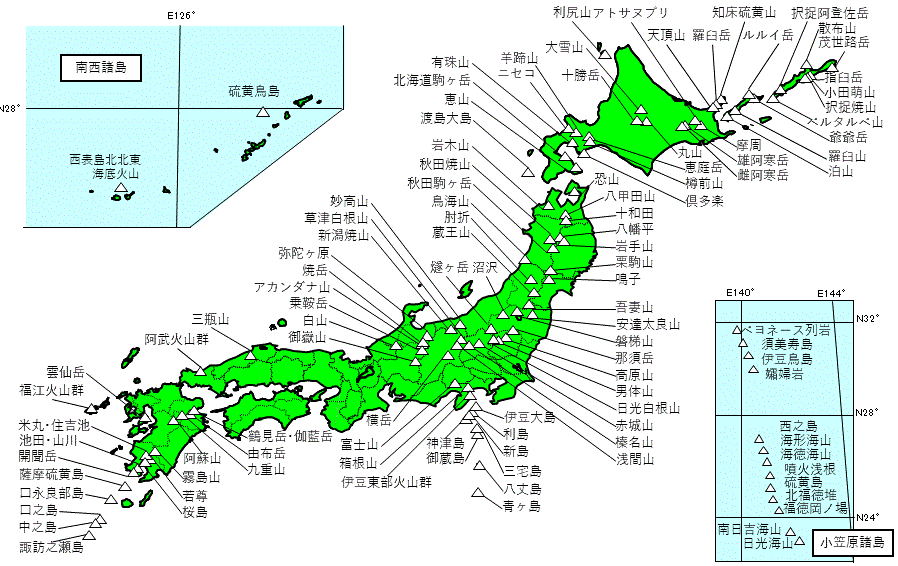 E126°
南西諸島
N28°
硫黄鳥島
西表島北北東
海底火山
利尻山
アトサヌプリ
知床硫黄山
択捉阿登佐岳
天頂山
羅臼岳
ルルイ岳
散布山
茂世路岳
大雪山
十勝岳
羊蹄山
ニセコ
有珠山
北海道駒ヶ岳
恵山
渡島大島
指臼岳
小田萌山
択捉焼山
ベルタルベ山
爺爺岳
羅臼山
泊山
摩周
雄阿寒岳
雌阿寒岳
丸山
恵庭岳
樽前山
倶多楽
岩木山
秋田焼山
秋田駒ヶ岳
鳥海山
肘折
蔵王山
燧ヶ岳
沼沢
恐山
八甲田山
十和田
八幡平
岩手山
栗駒山
鳴子
妙高山
草津白根山
新潟焼山
弥陀ヶ原
焼岳
アカンダナ山
乗鞍岳
白山
御嶽山
三瓶山
阿武火山群
吾妻山
安達太良山
磐梯山
那須岳
高原山
男体山
日光白根山
赤城山
榛名山
浅間山
横岳
富士山
箱根山
伊豆東部火山群
伊豆大島
利島
新島
神津島
御蔵島
三宅島
八丈島
青ヶ島
雲仙岳
福江火山群
米丸・住吉池
池田・山川
開聞岳
薩摩硫黄島
口永良部島
口之島
中之島
諏訪之瀬島
鶴見岳・伽藍岳
由布岳
九重山
阿蘇山
霧島山
若尊
桜島
E140°
E144°
N32°
ベヨネース列岩
須美寿島
伊豆鳥島
孀婦岩
N28°
西之島
海形海山
海徳海山
噴火浅根
硫黄島
北福徳堆
福徳岡ノ場
N24°
南日吉海山
日光海山
小笠原諸島